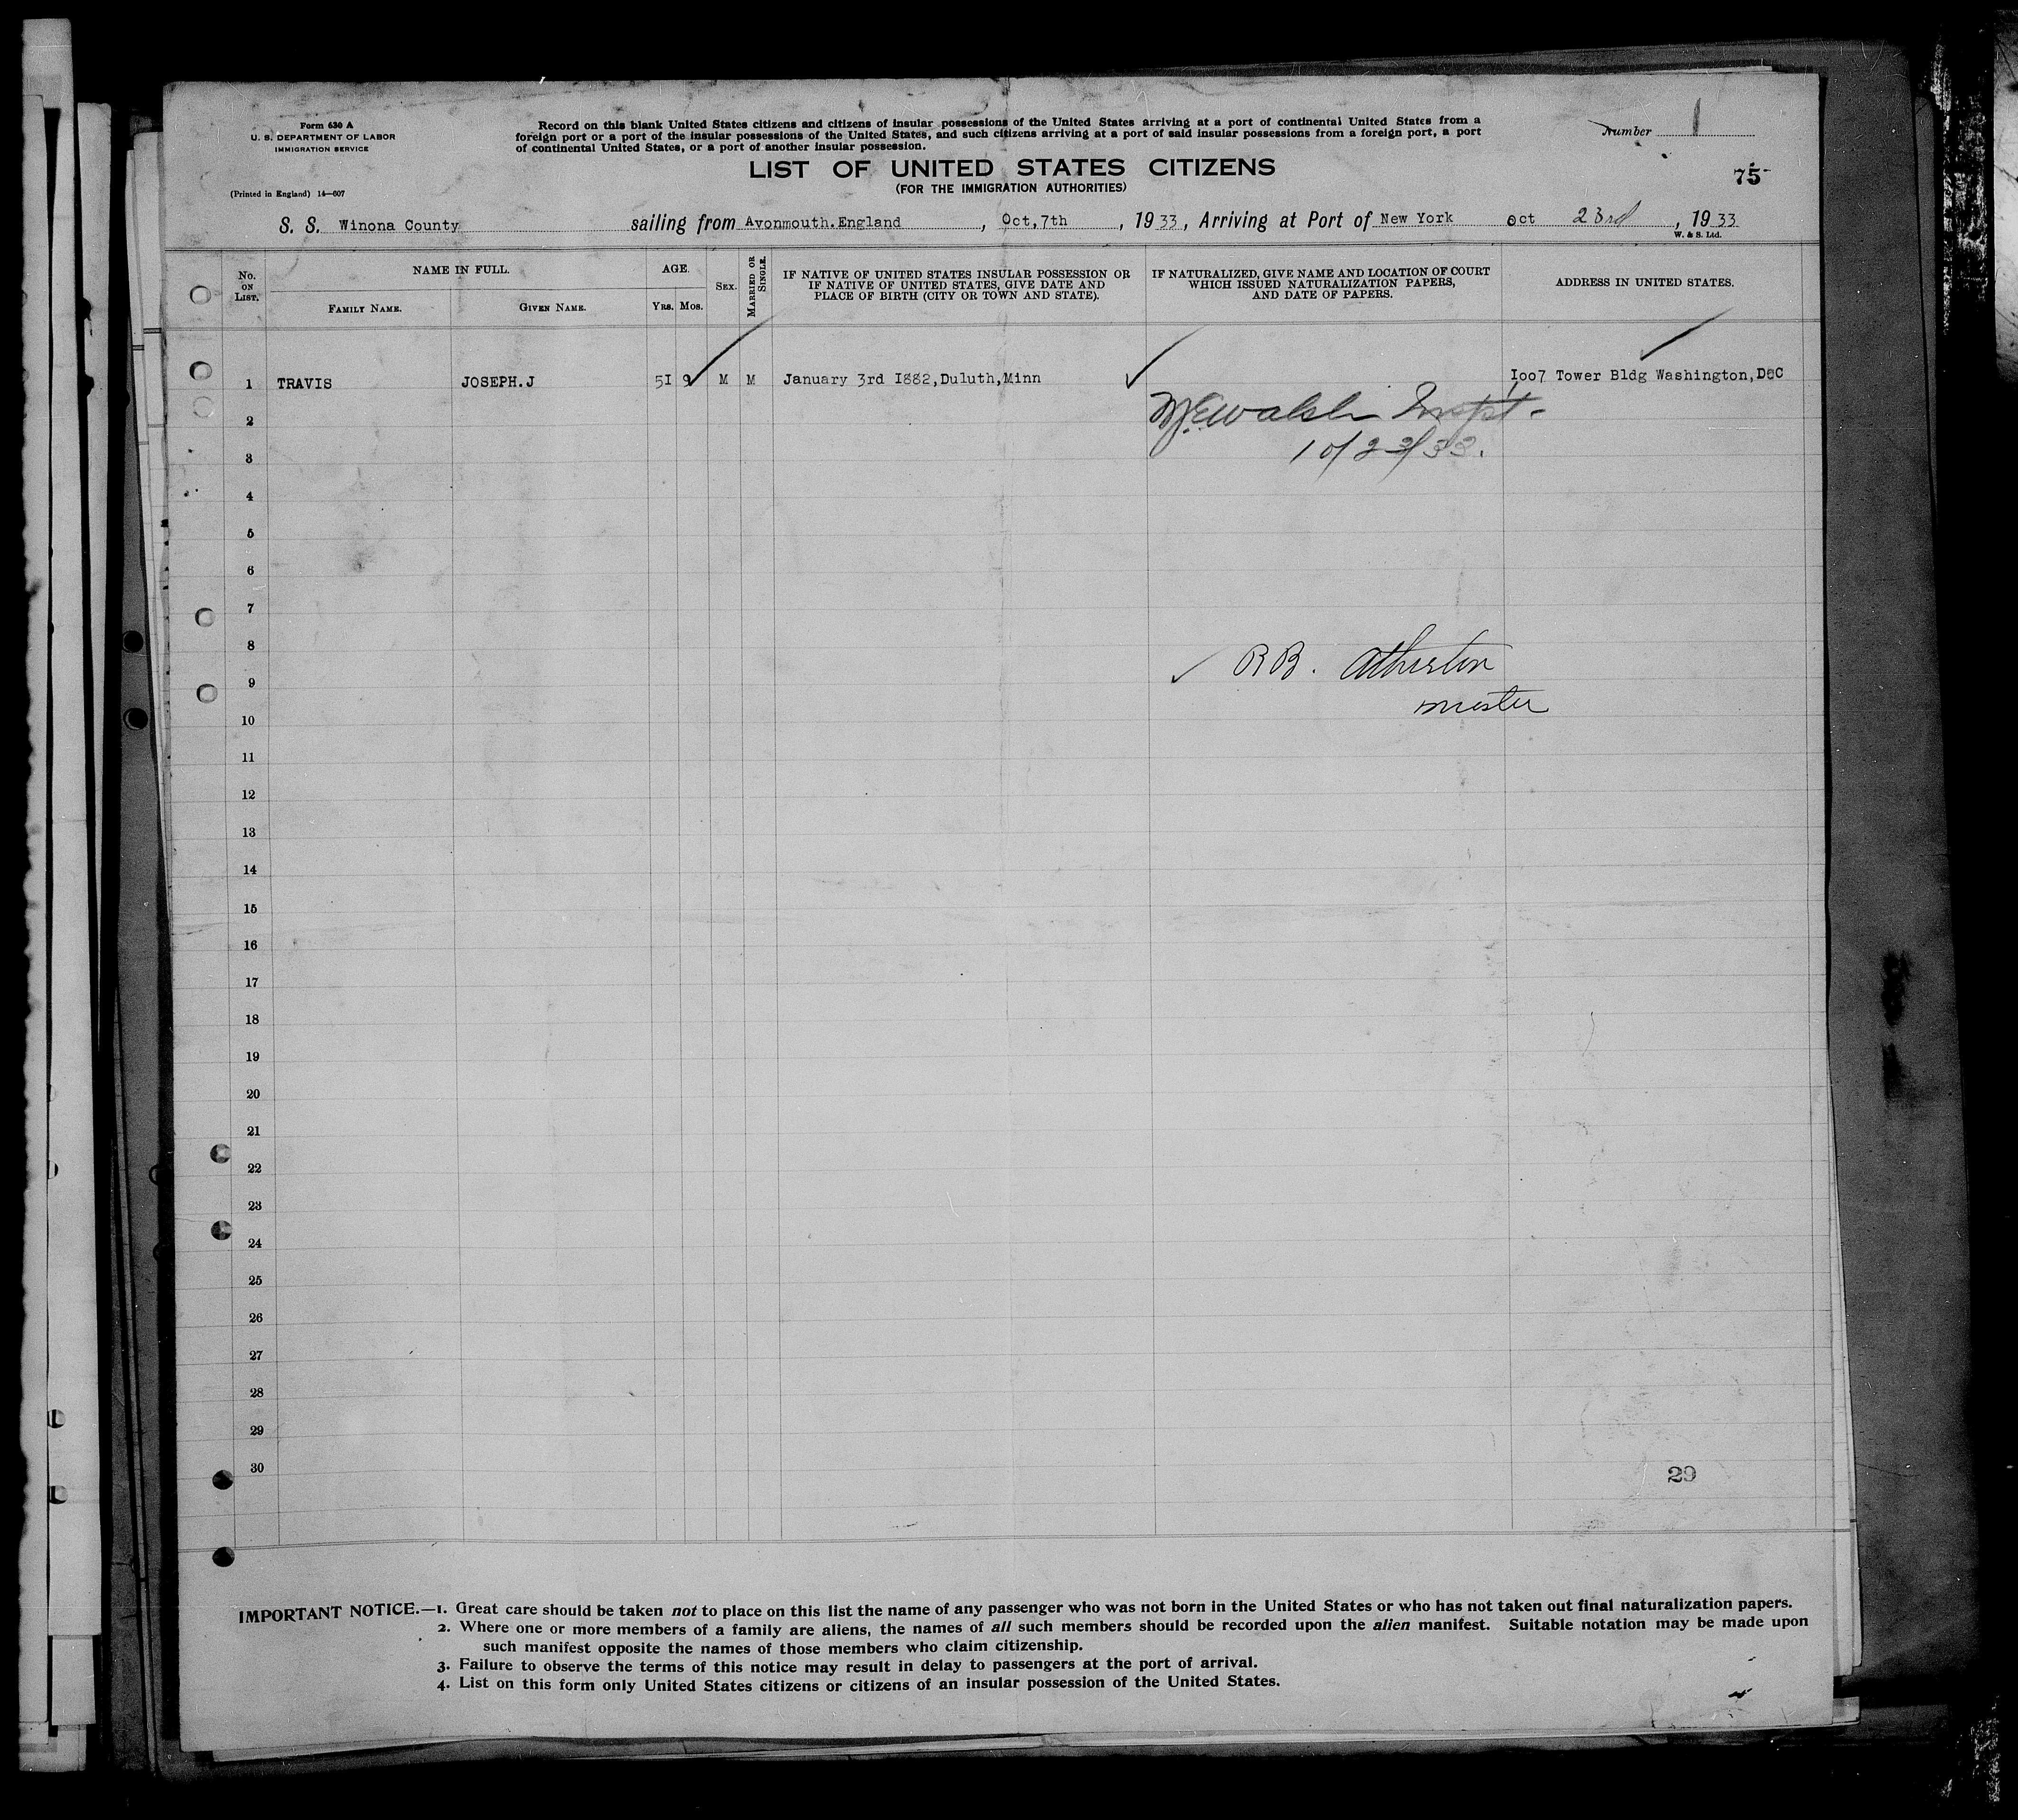 Form 630 A
U. S. DEPARTMENT OF LABOR
IMMIGRATION SERVICE
(Printed in England) 14—607
Record on this blank United States citizens and citizens of insular possessions of the United States arriving at a port of continental United States from a
foreign port or a port of the insular possessions of the United States, and such citizens arriving at a port of said insular possessions from a foreign port, a port
of continental United States, or a port of another insular possession.
Number 1
LIST OF UNITED STATES CITIZENS
(FOR THE IMMIGRATION AUTHORITIES)
75
S. S. Winona County sailing from Avonmouth.England, Oct,7th, 1933, Arriving at Port of New York Oct 23rd, 1933
W. & S. Ltd.
No. ON LIST.
NAME IN FULL.
FAMILY NAME.
GIVEN NAME.
AGE.
YRS. MOS.
SEX.
MARRIED OR SINGLE.
IF NATIVE OF UNITED STATES INSULAR POSSESSION OR
IF NATIVE OF UNITED STATES, GIVE DATE AND
PLACE OF BIRTH (CITY OR TOWN AND STATE).
IF NATURALIZED, GIVE NAME AND LOCATION OF COURT
WHICH ISSUED NATURALIZATION PAPERS,
AND DATE OF PAPERS.
ADDRESS IN UNITED STATES.
1 TRAVIS JOSEPH.J 5I 9 M M January 3rd I882,Duluth,Minn Ioo7 Tower Bldg Washington,DC
2 Walsh
3 10/23/33.
4
5
6
7
8 R B. Atherton
9 master
10
11
12
13
14
15
16
17
18
19
20
21
22
23
24
25
26
27
28
29
30 29
IMPORTANT NOTICE.—1. Great care should be taken not to place on this list the name of any passenger who was not born in the United States or who has not taken out final naturalization papers.
2. Where one or more members of a family are aliens, the names of all such members should be recorded upon the alien manifest. Suitable notation may be made upon
such manifest opposite the names of those members who claim citizenship.
3. Failure to observe the terms of this notice may result in delay to passengers at the port of arrival.
4. List on this form only United States citizens or citizens of an insular possession of the United States.